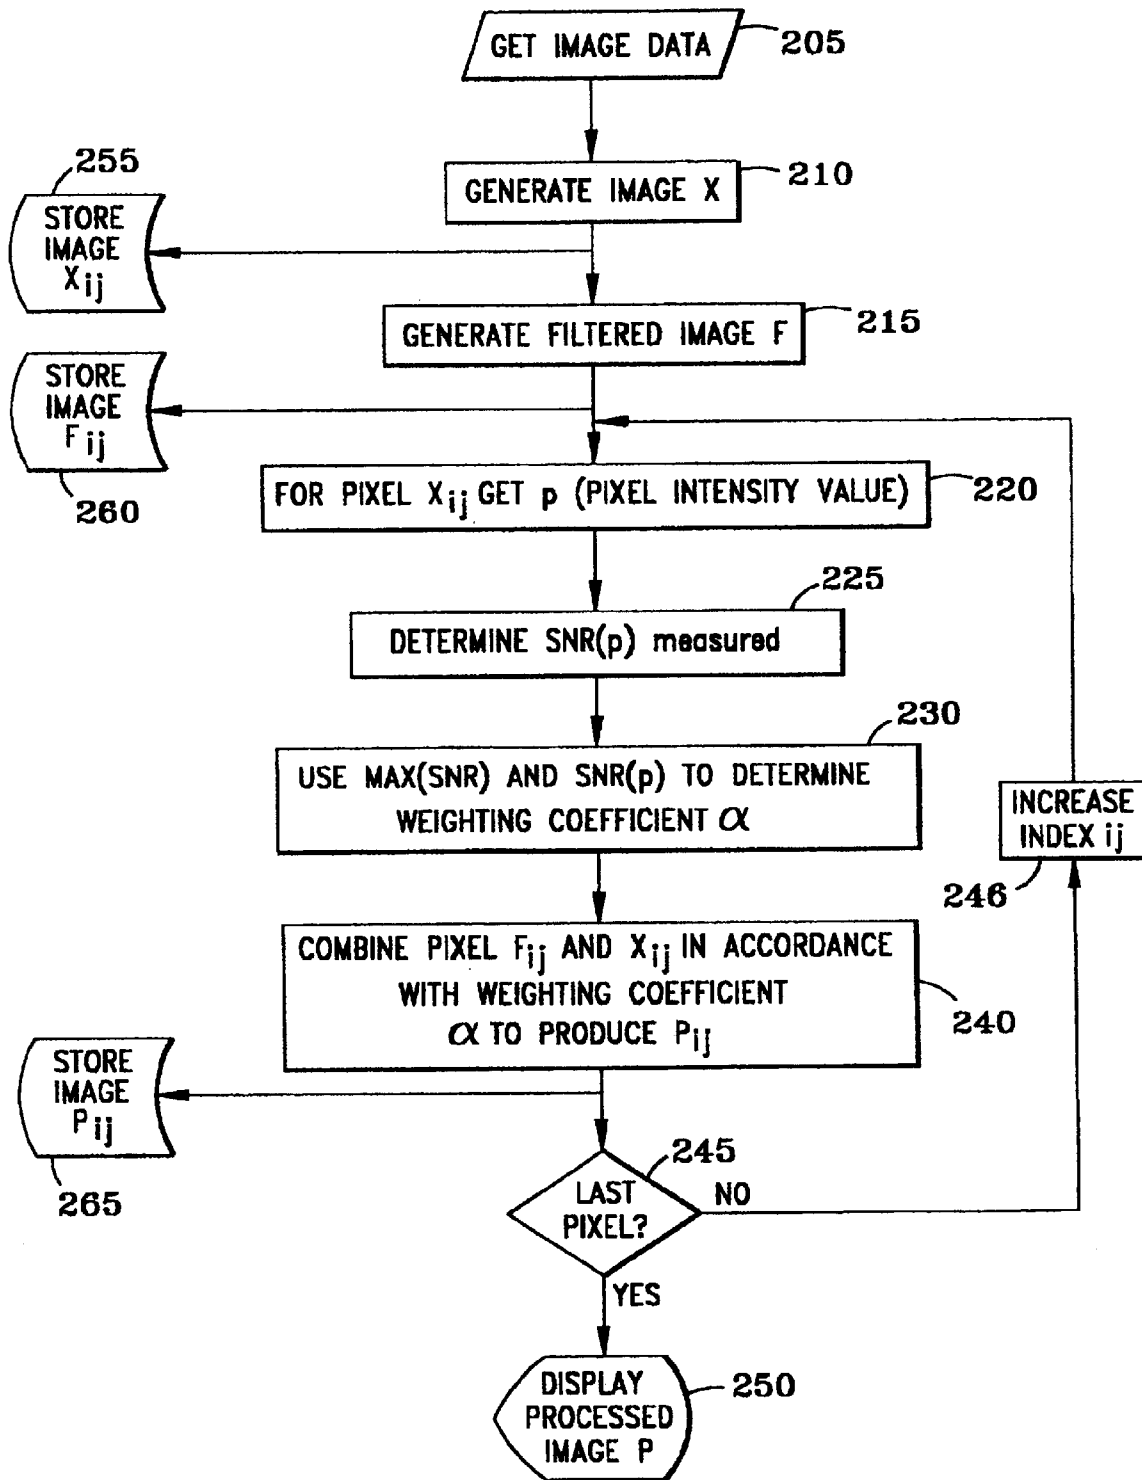 GET IMAGE DATA
205
255
STORE
IMAGE
Xij
GENERATE IMAGE X
210
GENERATE FILTERED IMAGE F
215
STORE
IMAGE
Fij
260
FOR PIXEL Xij GET p (PIXEL INTENSITY VALUE)
220
225
DETERMINE SNR(p) measured
230
USE MAX(SNR) AND SNR(p) TO DETERMINE
WEIGHTING COEFFICIENT α
INCREASE
INDEX ij
246
COMBINE PIXEL Fij AND Xij IN ACCORDANCE
WITH WEIGHTING COEFFICIENT
α TO PRODUCE Pij
240
STORE
IMAGE
Pij
265
245
LAST
PIXEL?
NO
YES
DISPLAY
PROCESSED
IMAGE P
250